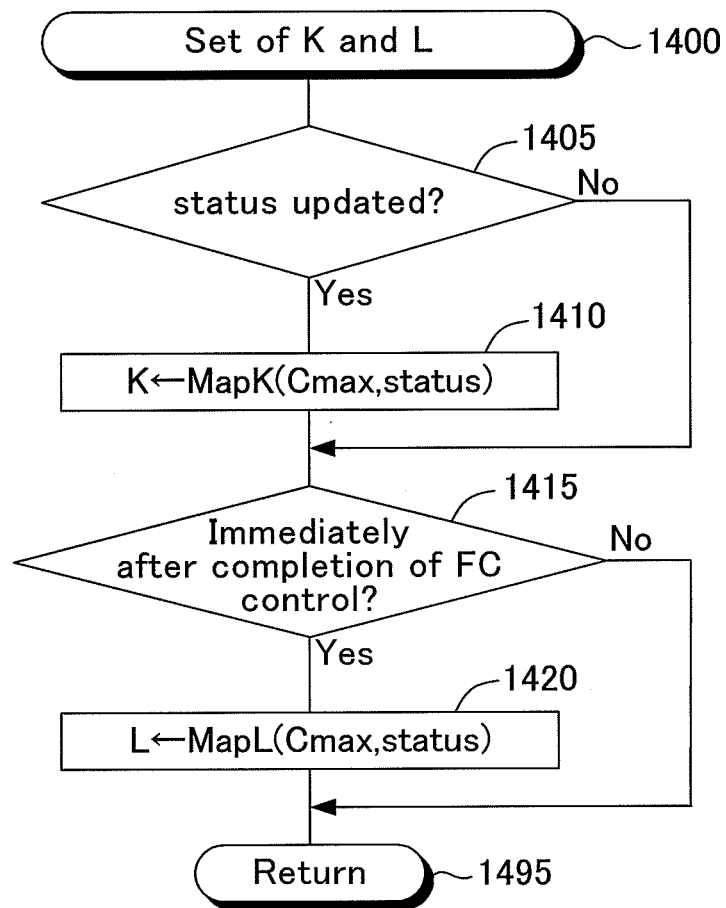 Set of K and L
1400
1405
status updated?
No
Yes
1410
K←MapK(Cmax,status)
1415
Immediately
after completion of FC
control?
No
Yes
1420
L←MapL(Cmax,status)
Return
1495